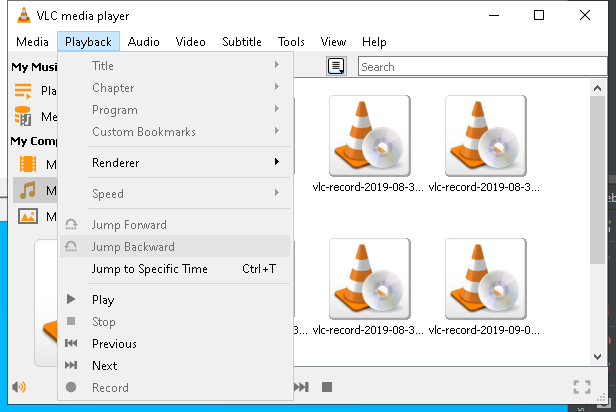 VLC media player
Media Playback Audio Video Subtitle Tools View Help
My Musi
Pla
Me
My Comp
M
M
M
Title
Chapter
Program
Custom Bookmarks
Renderer
Speed
Jump Forward
Jump Backward
Jump to Specific Time Ctrl+T
Play
Stop
Previous
Next
Record
Search
vlc-record-2019-08-3... vlc-record-2019-08-3...
3... vlc-record-2019-08-3... vlc-record-2019-09-0...